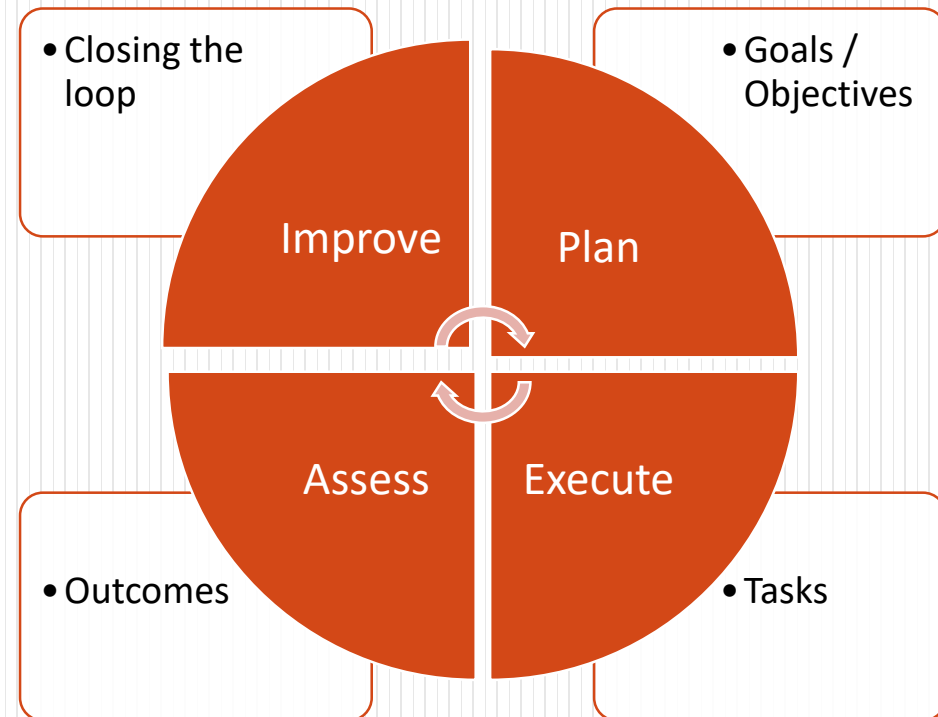 • Closing the
loop
• Goals /
Objectives
Improve
Plan
Assess
Execute
• Outcomes
• Tasks